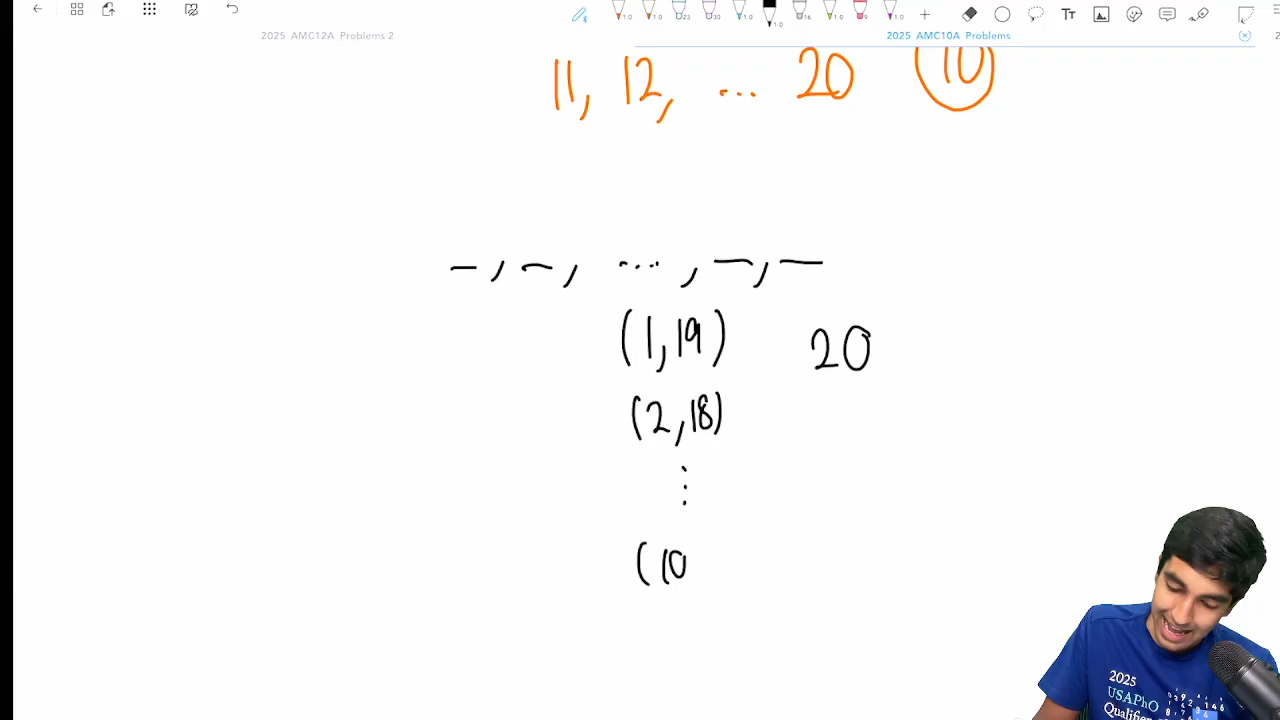 2025 AMC12A Problems 2
2025 AMC10A Problems
11, 12, ... 20 10
_, _, ..., _, _
(1,19) 20
(2,18)
⋮
(10
2025
USAPhO
Qualifier